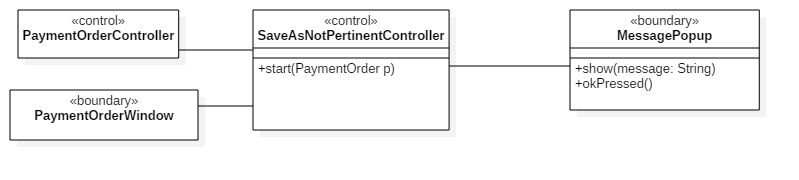 «control»
PaymentOrderController
«boundary»
PaymentOrderWindow
«control»
SaveAsNotPertinentController
+start(PaymentOrder p)
«boundary»
MessagePopup
+show(message: String)
+okPressed()